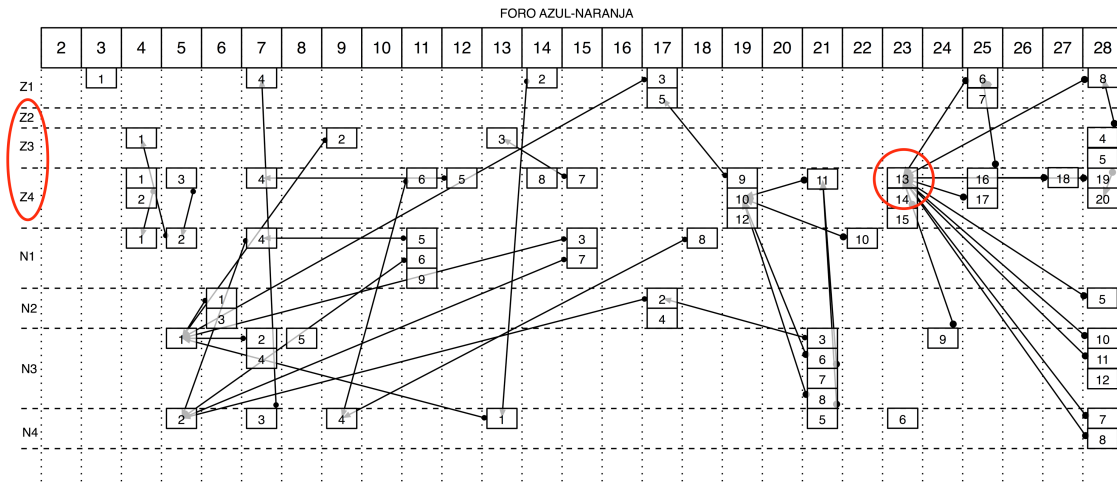 FORO AZUL-NARANJA
2 3 4 5 6 7 8 9 10 11 12 13 14 15 16 17 18 19 20 21 22 23 24 25 26 27 28
Z1 1 4 2 3 6 8
5 7
Z2
Z3 1 2 3 4
5
1 3 4 6 5 8 7 9 11 13 16 18 19
Z4 2 10 14 17 20
12 15
N1 1 2 4 5 3 8 10
6 7
9
N2 1 2 5
3 4
1 2 5 3 9 10
N3 4 6 11
7 12
8
N4 2 3 4 1 5 6 7
8